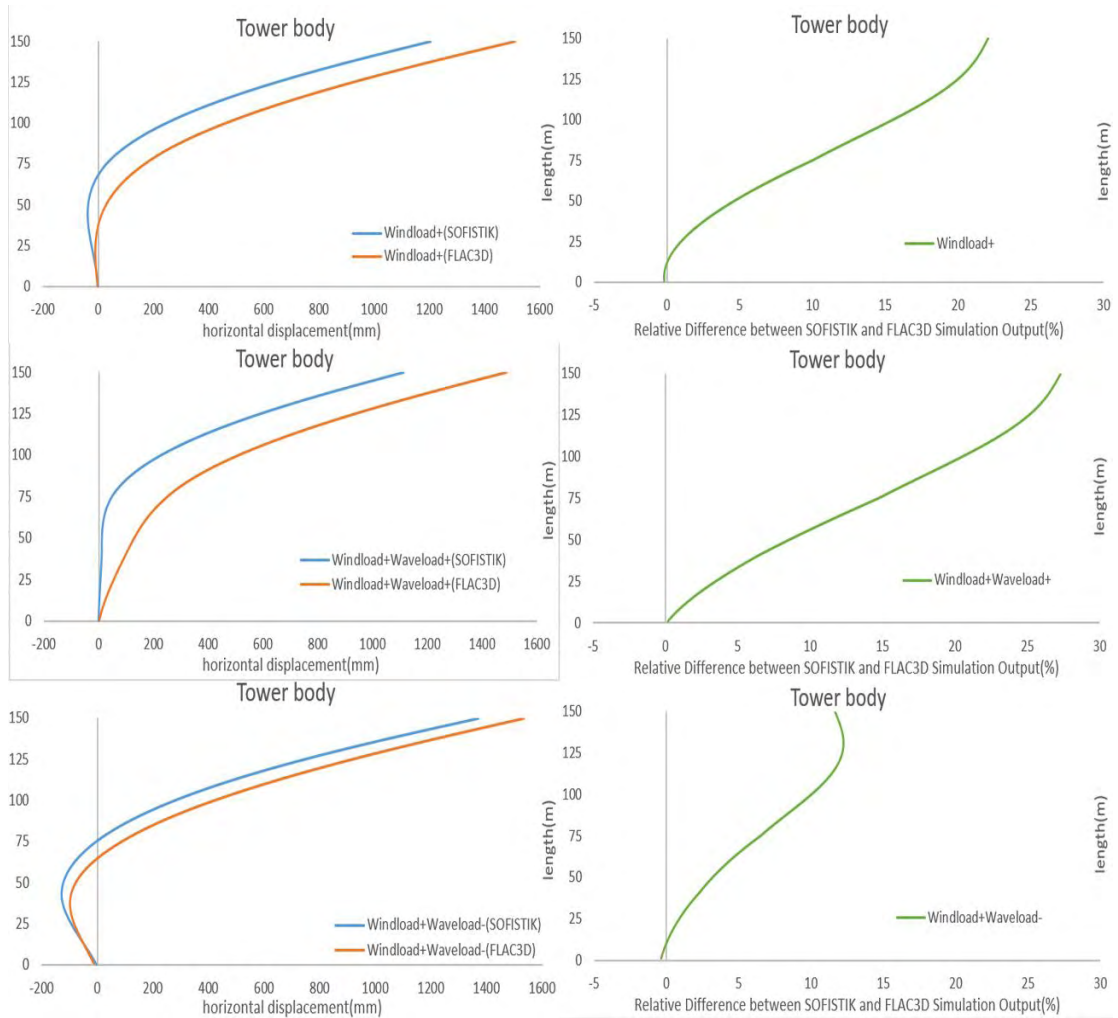 Tower body
150
125
100
75
50
25
0
-200 0 200 400 600 800 1000 1200 1400 1600
horizontal displacement(mm)
length(m)
Windload+(SOFISTIK)
Windload+(FLAC3D)
Tower body
150
125
100
75
50
25
0
-5 0 5 10 15 20 25 30
Relative Difference between SOFISTIK and FLAC3D Simulation Output(%)
length(m)
Windload+
Tower body
150
125
100
75
50
25
0
-200 0 200 400 600 800 1000 1200 1400 1600
horizontal displacement(mm)
length(m)
Windload+Waveload+(SOFISTIK)
Windload+Waveload+(FLAC3D)
Tower body
150
125
100
75
50
25
0
-5 0 5 10 15 20 25 30
Relative Difference between SOFISTIK and FLAC3D Simulation Output(%)
length(m)
Windload+Waveload+
Tower body
150
125
100
75
50
25
0
-200 0 200 400 600 800 1000 1200 1400 1600
horizontal displacement(mm)
length(m)
Windload+Waveload-(SOFISTIK)
Windload+Waveload-(FLAC3D)
Tower body
150
125
100
75
50
25
0
-5 0 5 10 15 20 25 30
Relative Difference between SOFISTIK and FLAC3D Simulation Output(%)
length(m)
Windload+Waveload-